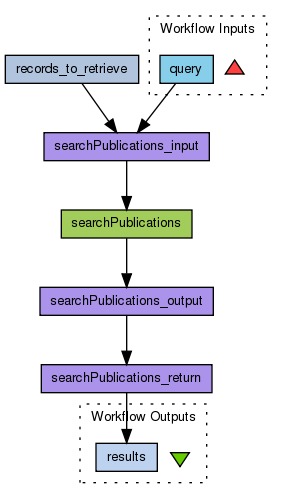 Workflow Inputs
records_to_retrieve
query
searchPublications_input
searchPublications
searchPublications_output
searchPublications_return
Workflow Outputs
results